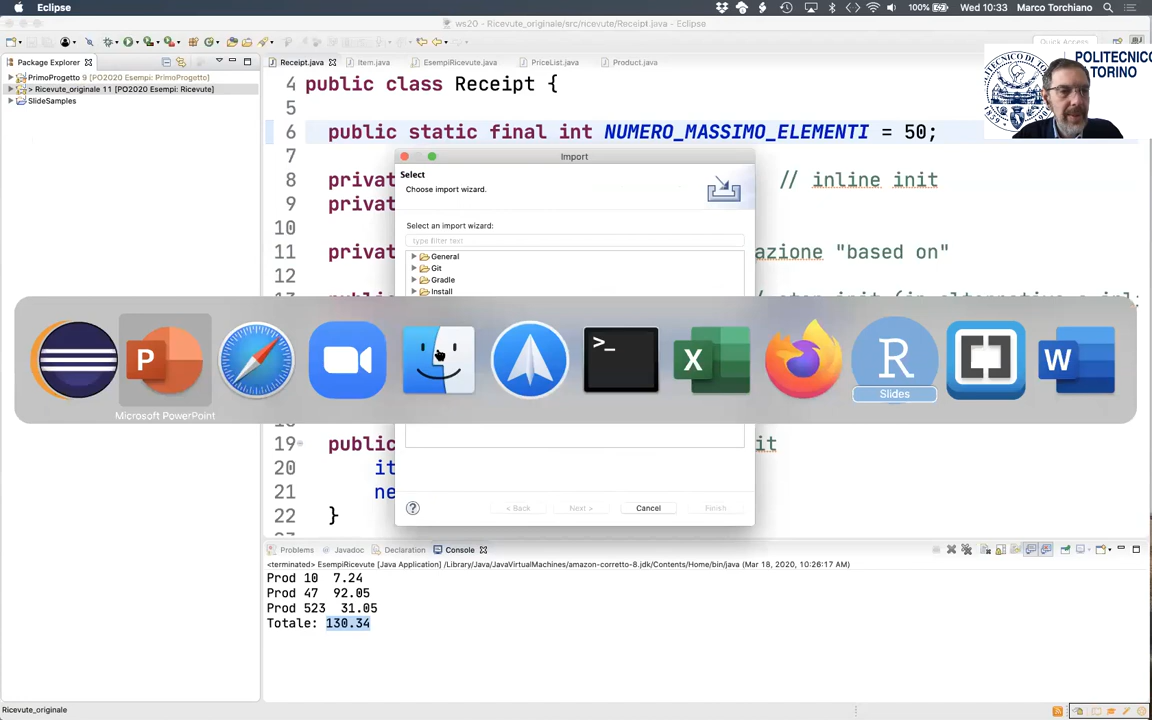 Eclipse
100%
Wed 10:33
Marco Torchiano
ws20 - Ricevute_originale/src/ricevute/Receipt.java - Eclipse
Quick Access
Package Explorer
Receipt.java
Item.java
EsempiRicevute.java
PriceList.java
Product.java
POLITECNICO
DI TORINO
PrimoProgetto 9 [PO2020 Esempi: PrimoProgetto]
> Ricevute_originale 11 [PO2020 Esempi: Ricevute]
SlideSamples
4 public class Receipt {
5
6 public static final int NUMERO_MASSIMO_ELEMENTI = 50;
7
8 private // inline init
9 privat
10
11 privat azione "based on"
12
19 public it
20 it
21 ne
22 }
Import
Select
Choose import wizard.
Select an import wizard:
type filter text
General
Git
Gradle
Install
P
>_
X
R
Slides
W
Microsoft PowerPoint
?
< Back
Next >
Cancel
Finish
Problems
Javadoc
Declaration
Console
<terminated> EsempiRicevute [Java Application] /Library/Java/JavaVirtualMachines/amazon-corretto-8.jdk/Contents/Home/bin/java (Mar 18, 2020, 10:26:17 AM)
Prod 10 7.24
Prod 47 92.05
Prod 523 31.05
Totale: 130.34
Ricevute_originale